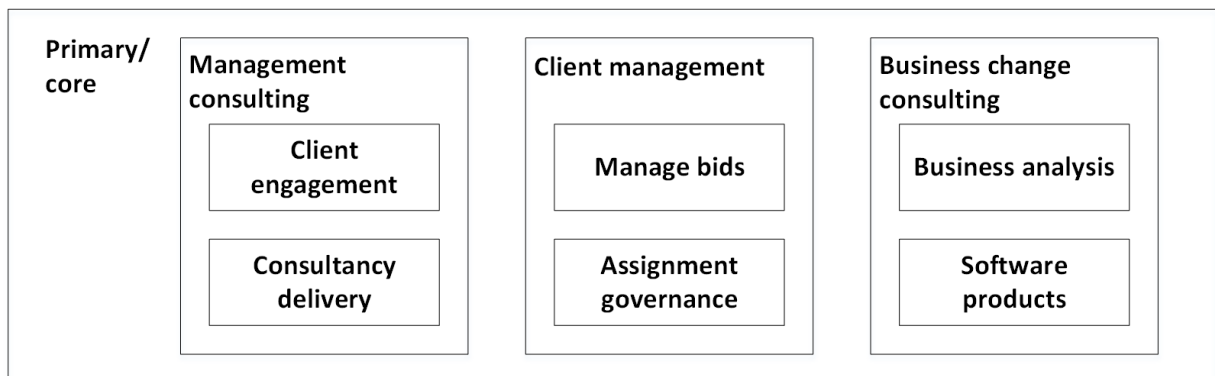 Primary/
core
Management
consulting
Client
engagement
Consultancy
delivery
Client management
Manage bids
Assignment
governance
Business change
consulting
Business analysis
Software
products